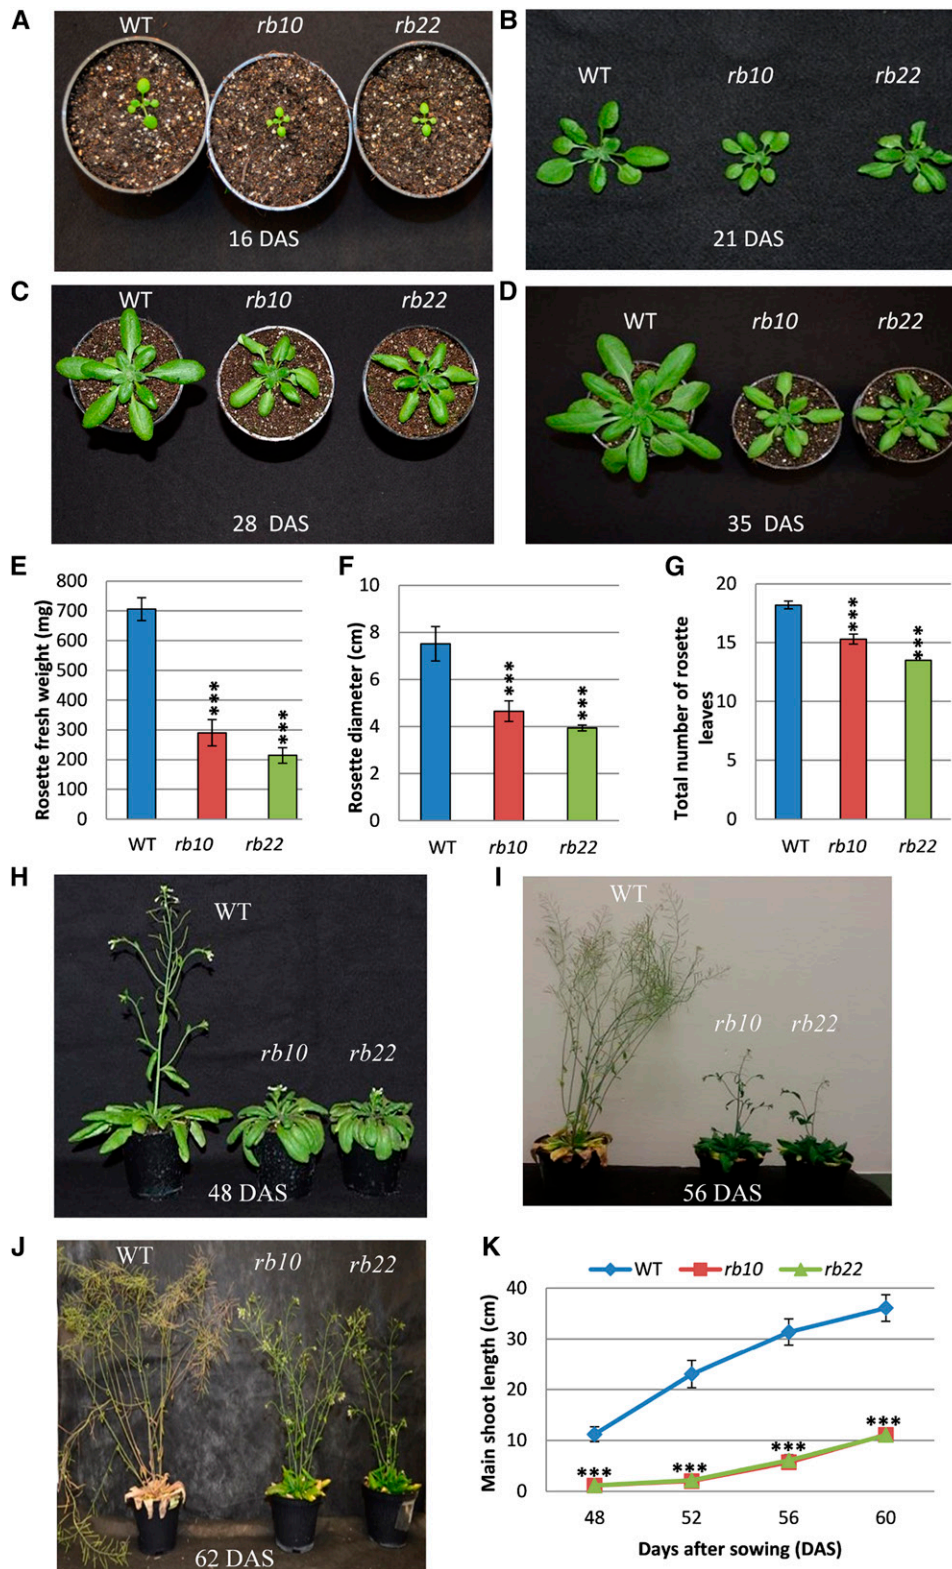 A
WT rb10 rb22
16 DAS
B
WT rb10 rb22
21 DAS
C
WT rb10 rb22
28 DAS
D
WT rb10 rb22
35 DAS
E
Rosette fresh weight (mg)
800
700
600
500
400
300
200
100
0
***
***
WT rb10 rb22
F
Rosette diameter (cm)
10
8
6
4
2
0
***
***
WT rb10 rb22
G
Total number of rosette
leaves
20
15
10
5
0
***
***
WT rb10 rb22
H
WT
rb10 rb22
48 DAS
I
WT
rb10 rb22
56 DAS
J
WT rb10 rb22
62 DAS
K
WT rb10 rb22
Main shoot length (cm)
40
30
20
10
0
*** *** *** ***
48 52 56 60
Days after sowing (DAS)